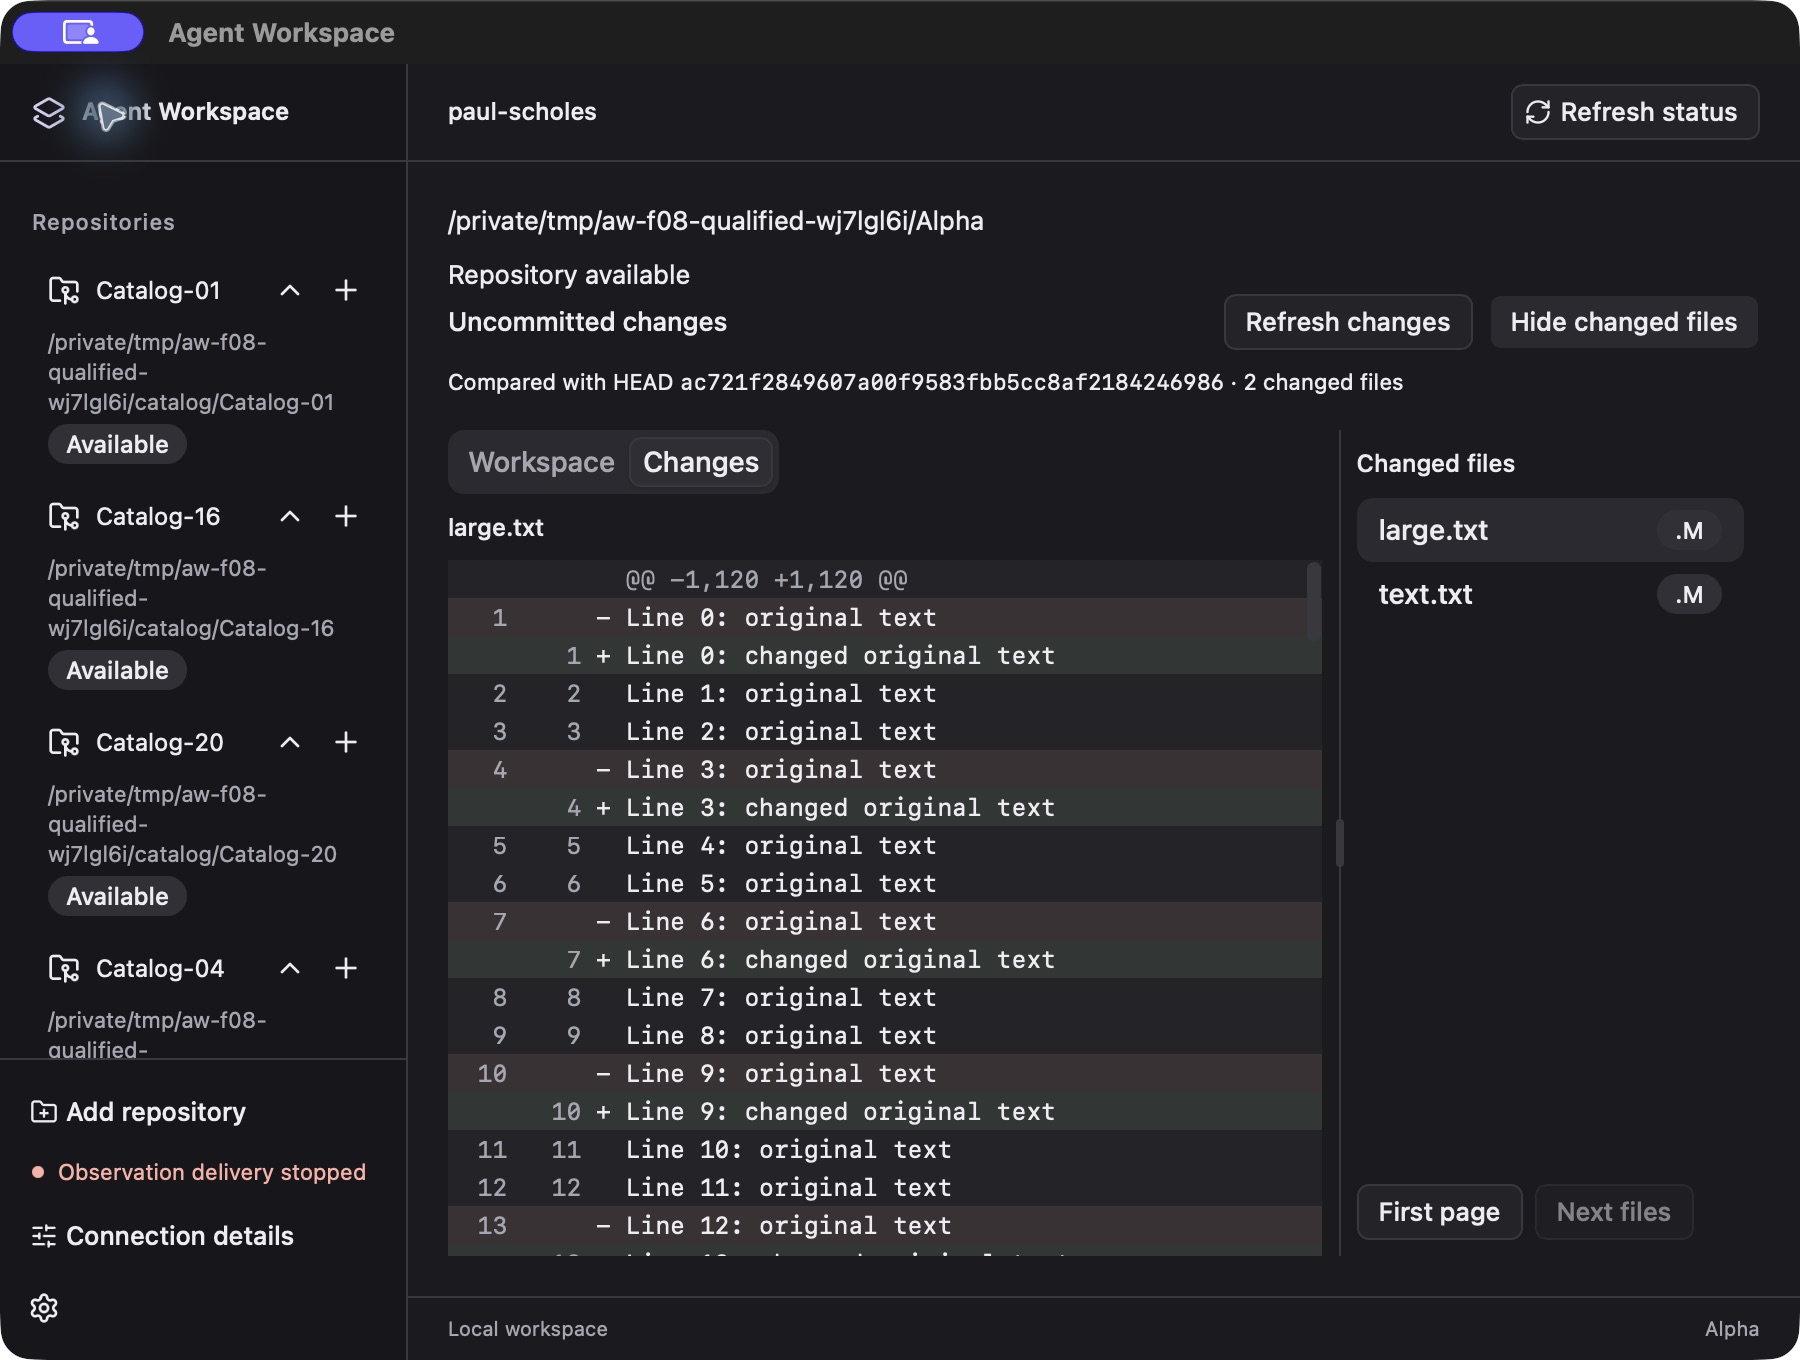 Agent Workspace
Agent Workspace
paul-scholes
Refresh status
Repositories
Catalog-01
/private/tmp/aw-f08-
qualified-
wj7lgl6i/catalog/Catalog-01
Available
Catalog-16
/private/tmp/aw-f08-
qualified-
wj7lgl6i/catalog/Catalog-16
Available
Catalog-20
/private/tmp/aw-f08-
qualified-
wj7lgl6i/catalog/Catalog-20
Available
Catalog-04
/private/tmp/aw-f08-
qualified-
Add repository
Observation delivery stopped
Connection details
/private/tmp/aw-f08-qualified-wj7lgl6i/Alpha
Repository available
Uncommitted changes
Refresh changes
Hide changed files
Compared with HEAD ac721f2849607a00f9583fbb5cc8af2184246986 · 2 changed files
Workspace
Changes
large.txt
@@ -1,120 +1,120 @@
1 - Line 0: original text
1 + Line 0: changed original text
2 2 Line 1: original text
3 3 Line 2: original text
4 - Line 3: original text
4 + Line 3: changed original text
5 5 Line 4: original text
6 6 Line 5: original text
7 - Line 6: original text
7 + Line 6: changed original text
8 8 Line 7: original text
9 9 Line 8: original text
10 - Line 9: original text
10 + Line 9: changed original text
11 11 Line 10: original text
12 12 Line 11: original text
13 - Line 12: original text
Changed files
large.txt .M
text.txt .M
First page
Next files
Local workspace
Alpha